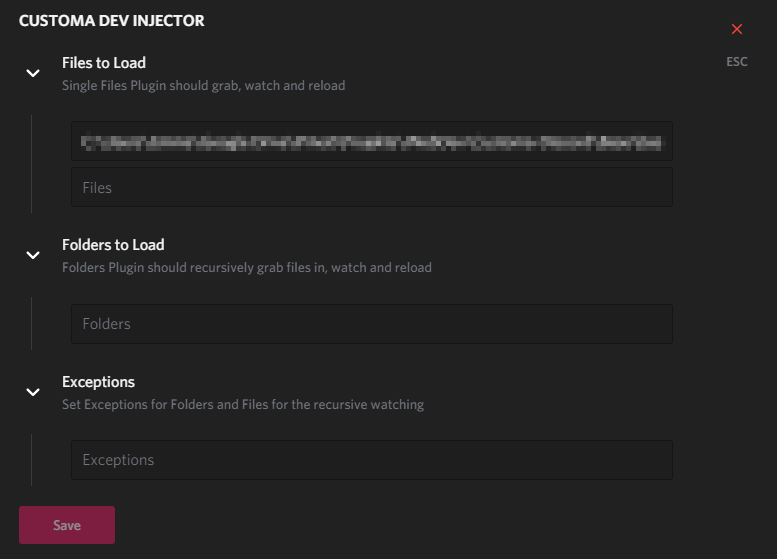 CUSTOMA DEV INJECTOR
ESC
Files to Load
Single Files Plugin should grab, watch and reload
Files
Folders to Load
Folders Plugin should recursively grab files in, watch and reload
Folders
Exceptions
Set Exceptions for Folders and Files for the recursive watching
Exceptions
Save